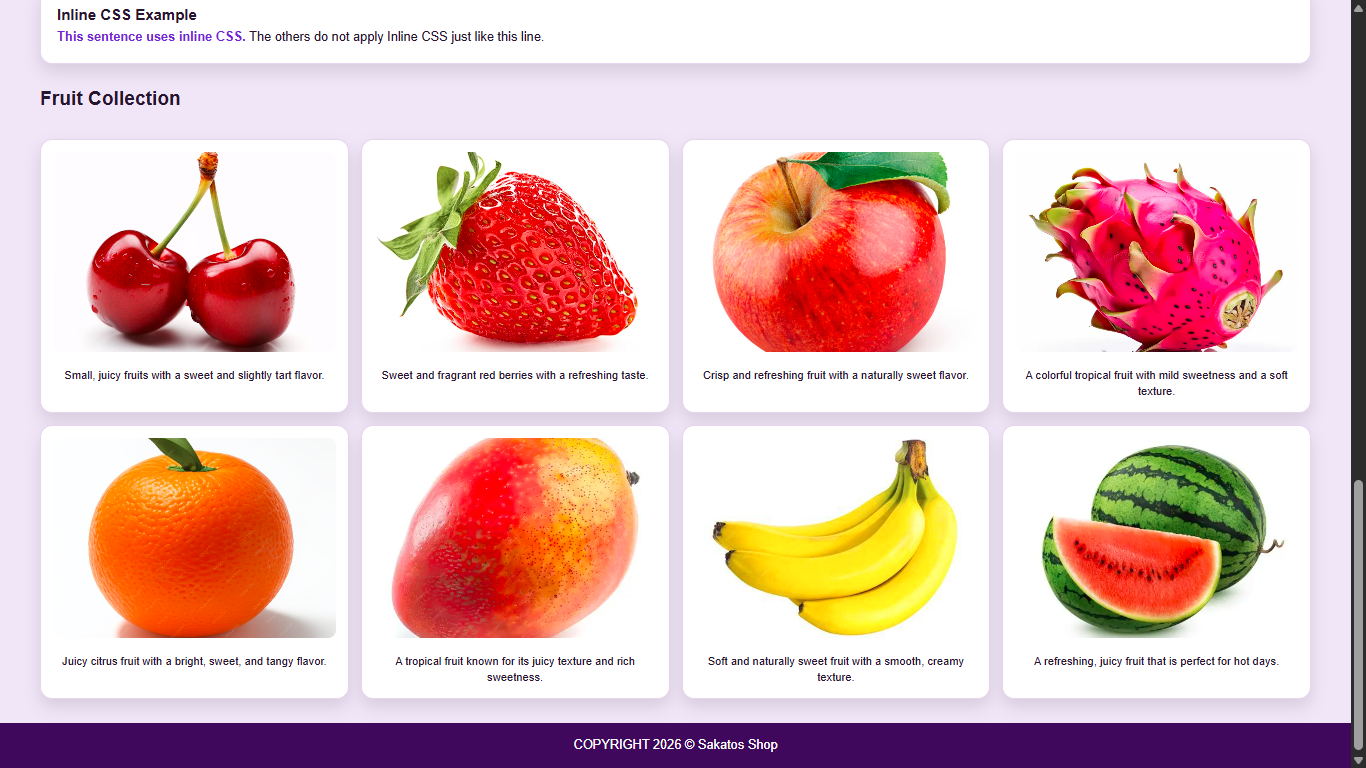 Inline CSS Example
This sentence uses inline CSS. The others do not apply Inline CSS just like this line.
Fruit Collection
Small, juicy fruits with a sweet and slightly tart flavor.
Sweet and fragrant red berries with a refreshing taste.
Crisp and refreshing fruit with a naturally sweet flavor.
A colorful tropical fruit with mild sweetness and a soft
texture.
Juicy citrus fruit with a bright, sweet, and tangy flavor.
A tropical fruit known for its juicy texture and rich
sweetness.
Soft and naturally sweet fruit with a smooth, creamy
texture.
A refreshing, juicy fruit that is perfect for hot days.
COPYRIGHT 2026 © Sakatos Shop